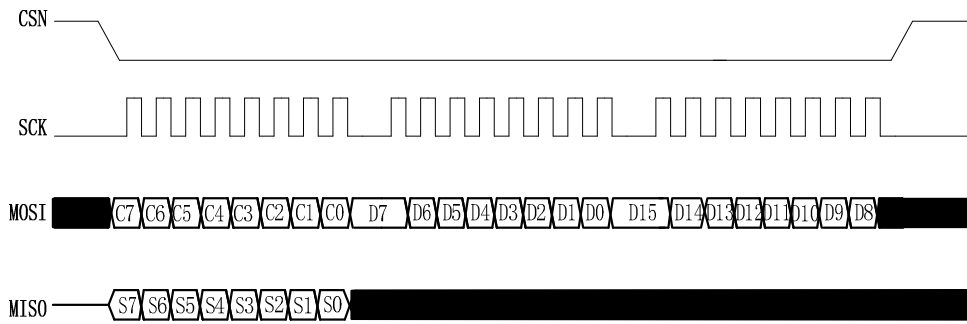 CSN
SCK
MOSI C7 C6 C5 C4 C3 C2 C1 C0 D7 D6 D5 D4 D3 D2 D1 D0 D15 D14 D13 D12 D11 D10 D9 D8
MISO S7 S6 S5 S4 S3 S2 S1 S0